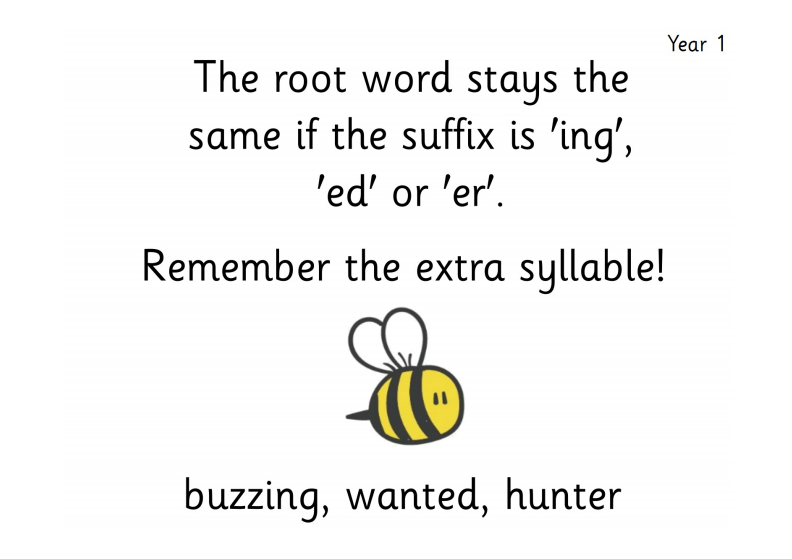 Year 1
The root word stays the
same if the suffix is 'ing',
'ed' or 'er'.
Remember the extra syllable!
buzzing, wanted, hunter